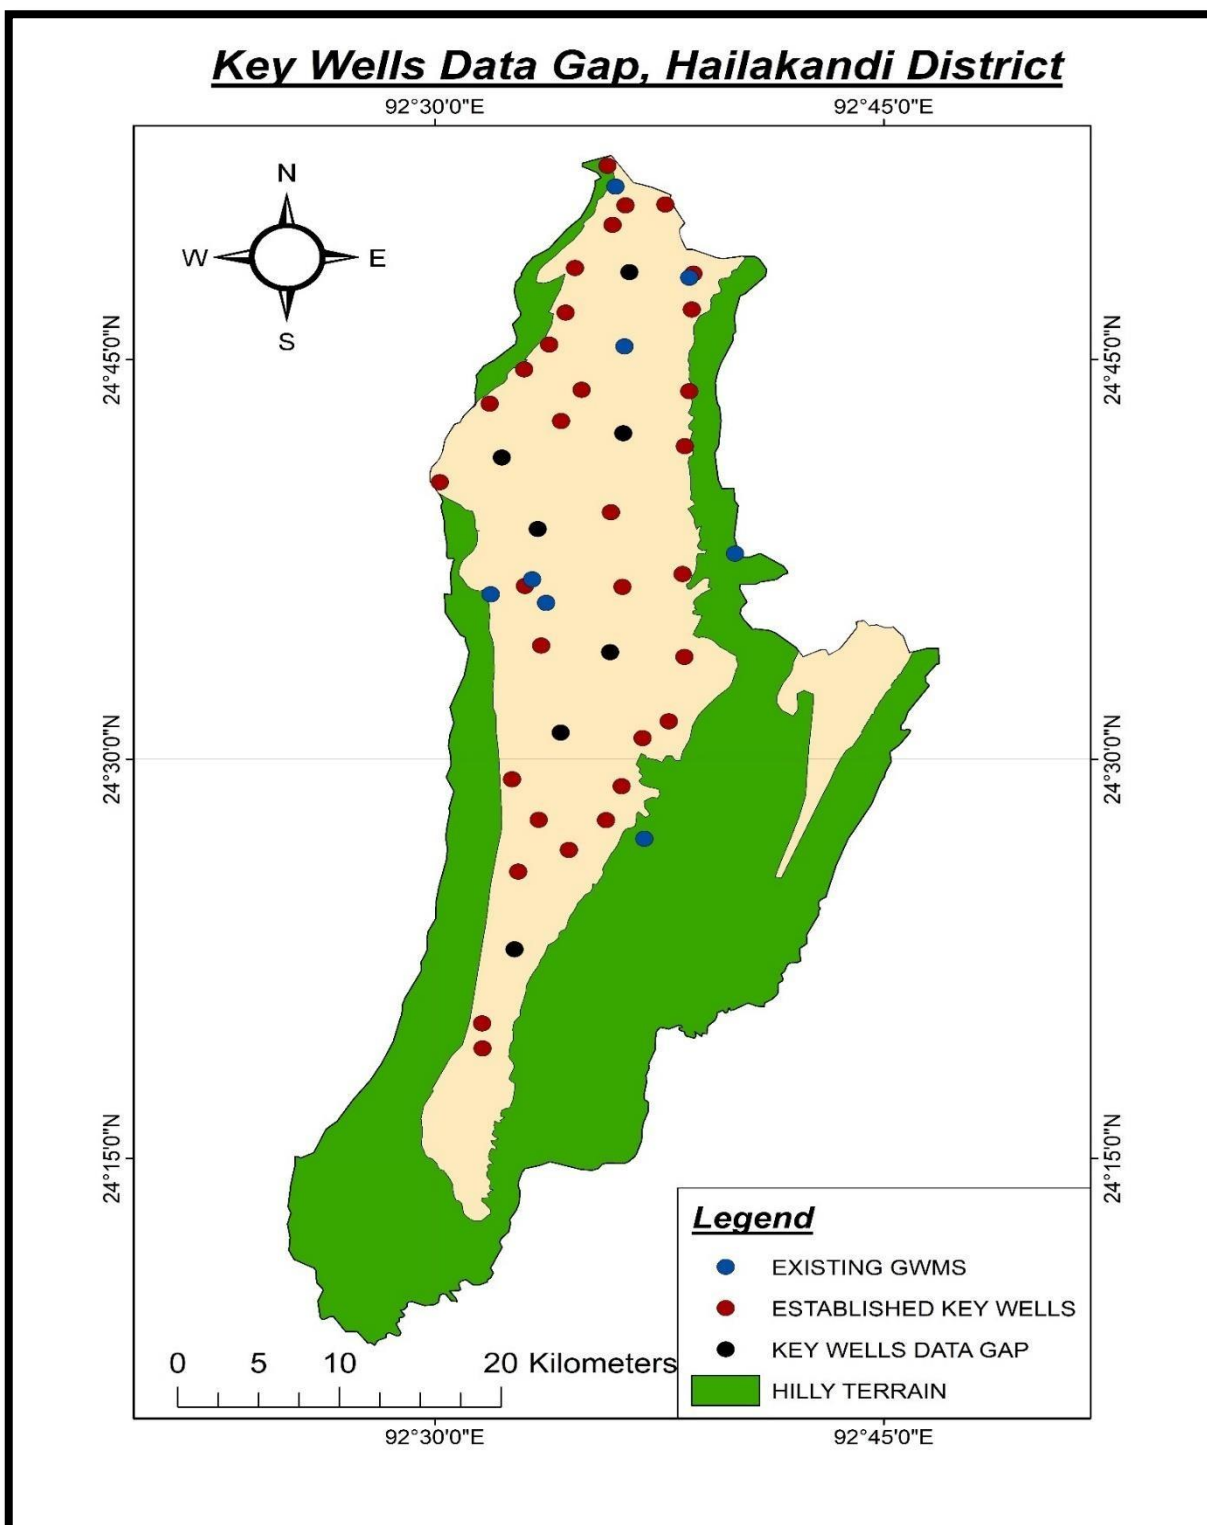 Key Wells Data Gap, Hailakandi District
92°30'0"E 92°45'0"E
N
W E
S
24°45'0"N 24°45'0"N
24°30'0"N 24°30'0"N
24°15'0"N 24°15'0"N
Legend
EXISTING GWMS
ESTABLISHED KEY WELLS
KEY WELLS DATA GAP
HILLY TERRAIN
0 5 10 20 Kilometers
92°30'0"E 92°45'0"E